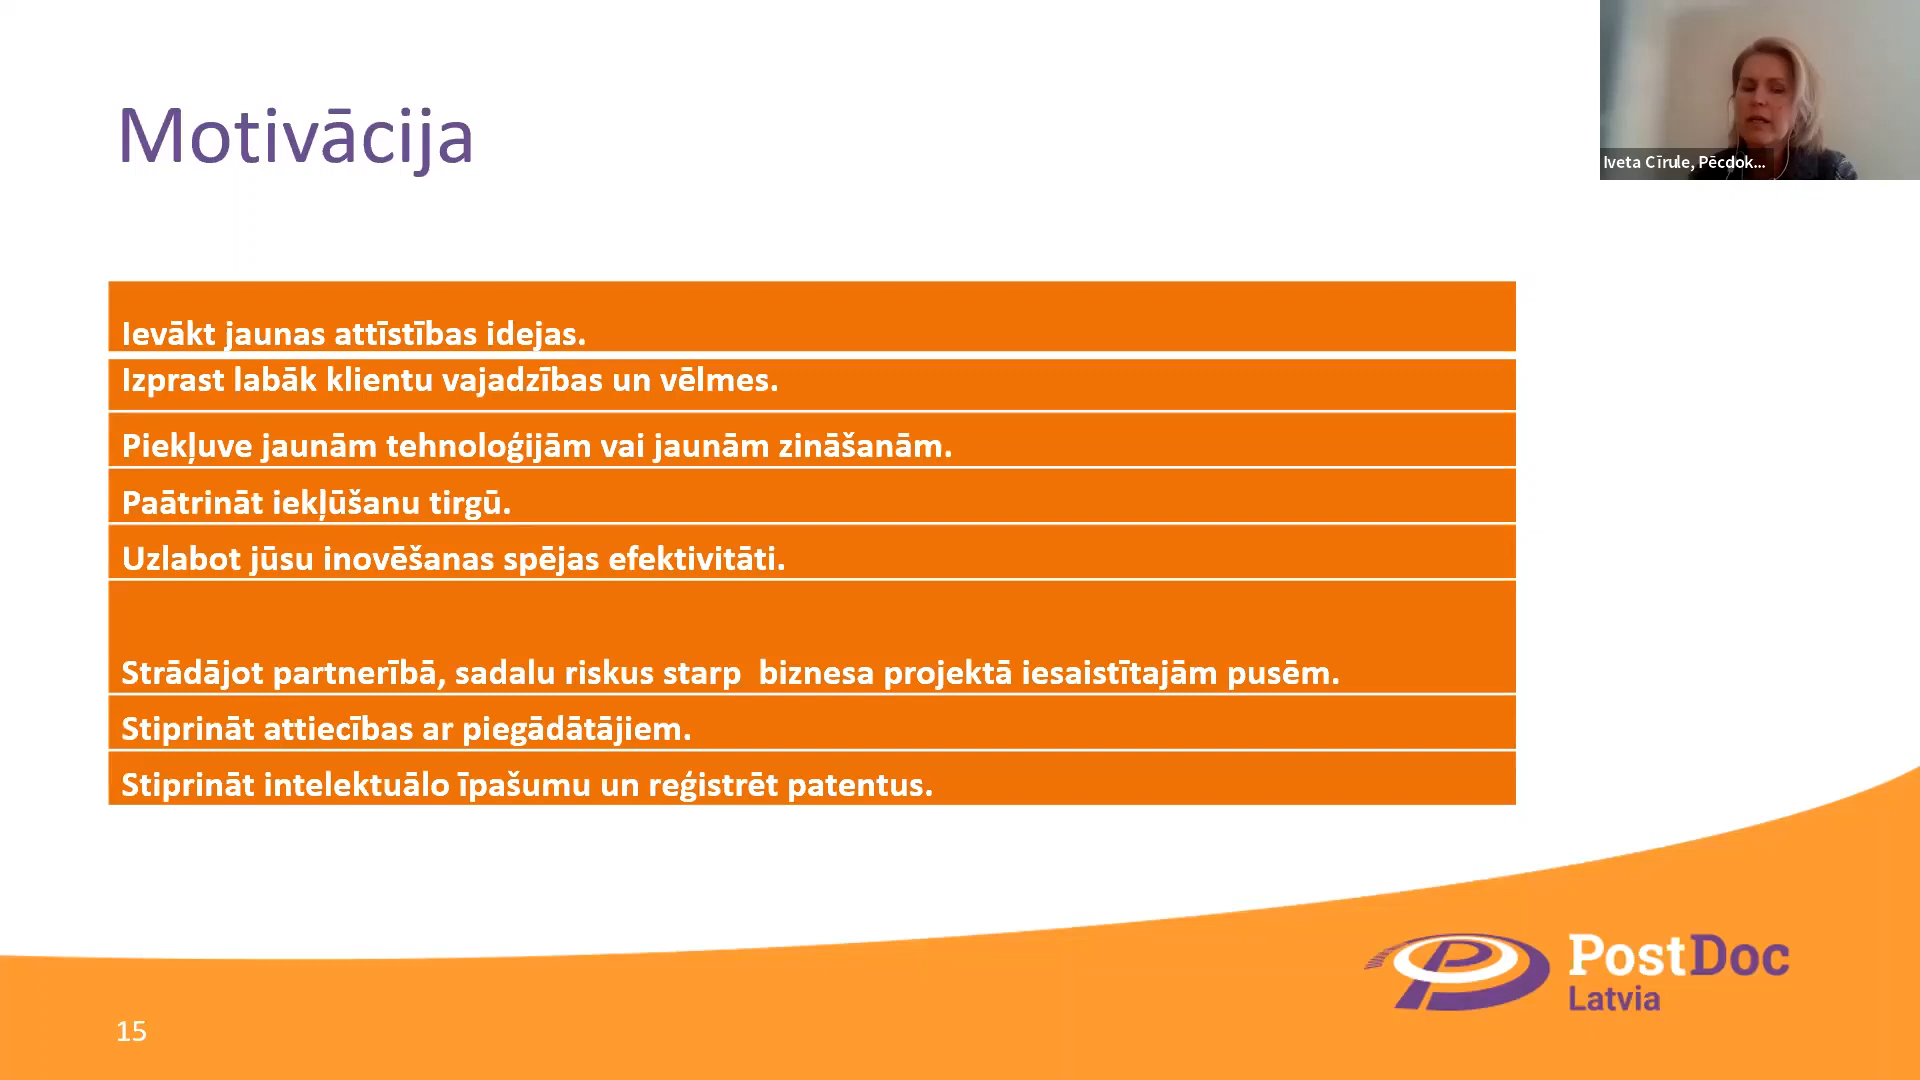 Motivācija
Iveta Cīrule, Pēcdok...
Ievākt jaunas attīstības idejas.
Izprast labāk klientu vajadzības un vēlmes.
Piekļuve jaunām tehnoloģijām vai jaunām zināšanām.
Paātrināt iekļūšanu tirgū.
Uzlabot jūsu inovēšanas spējas efektivitāti.
Strādājot partnerībā, sadalu riskus starp  biznesa projektā iesaistītajām pusēm.
Stiprināt attiecības ar piegādātājiem.
Stiprināt intelektuālo īpašumu un reģistrēt patentus.
PostDoc
Latvia
15